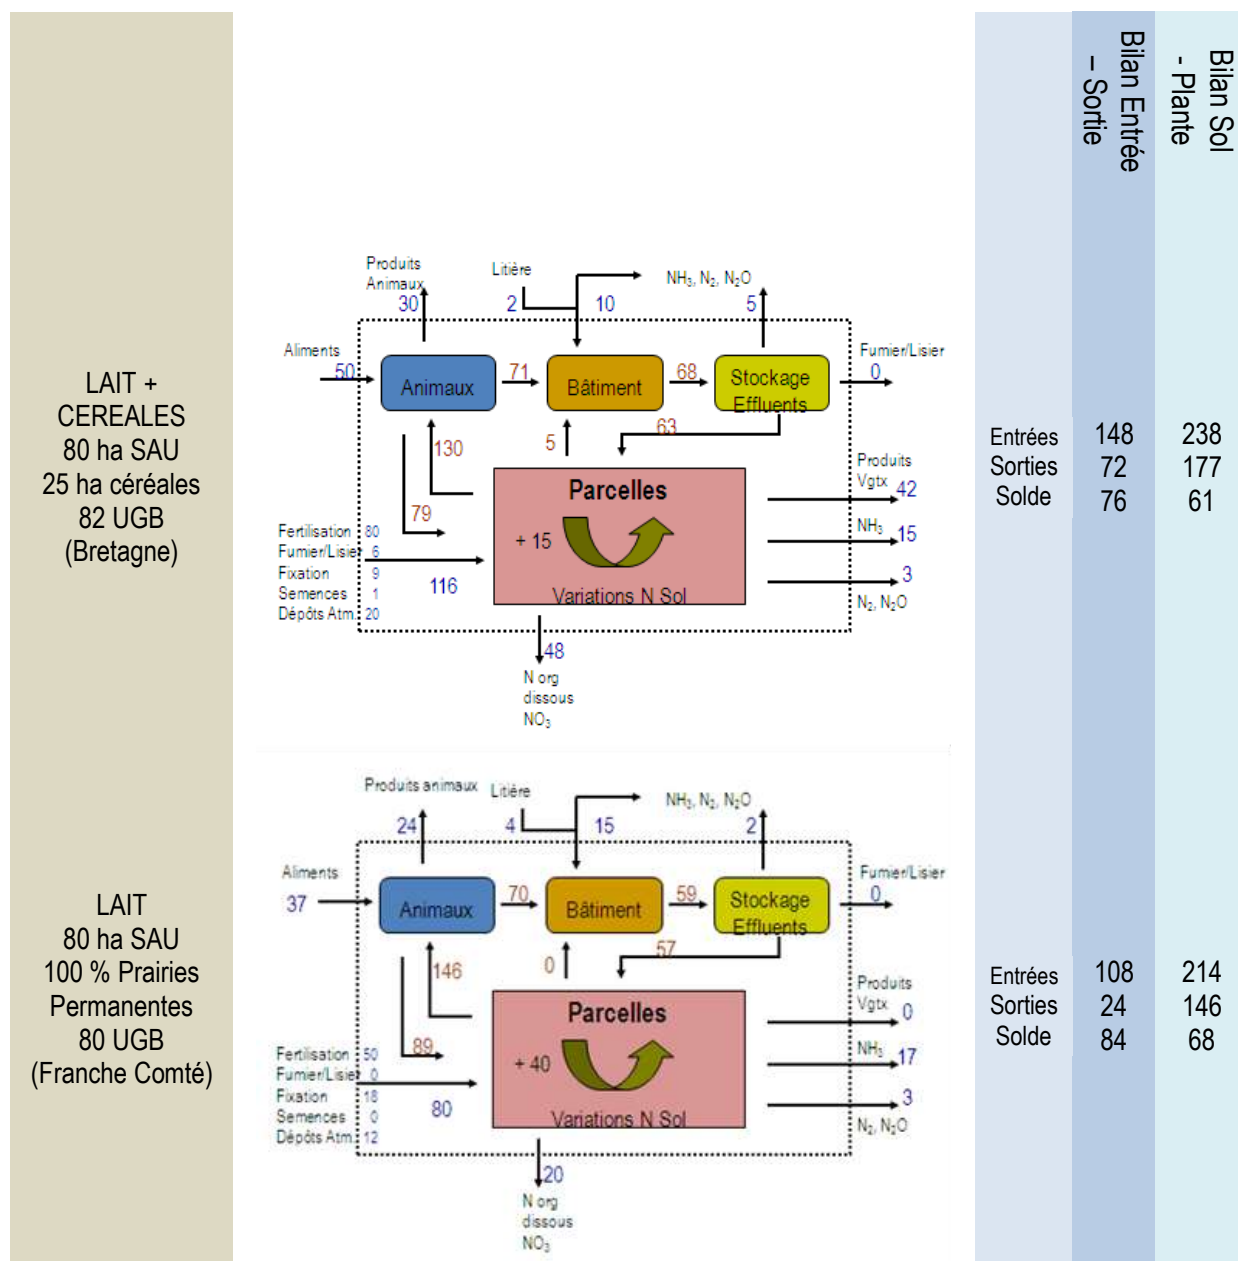 Bilan Entrée
– Sortie
Bilan Sol
- Plante
LAIT +
CEREALES
80 ha SAU
25 ha céréales
82 UGB
(Bretagne)
Produits
Animaux
30
Litière
2
10
NH₃, N₂, N₂O
5
Aliments
50
Animaux
71
Bâtiment
68
Stockage
Effluents
Fumier/Lisier
0
130
5
63
79
Parcelles
+ 15
Variations N Sol
Produits
Vgtx
42
NH₃ 15
3
N₂, N₂O
Fertilisation 80
Fumier/Lisier 6
Fixation 9
Semences 1
Dépôts Atm. 20
116
48
N org
dissous
NO₃
Entrées 148 238
Sorties 72 177
Solde 76 61
LAIT
80 ha SAU
100 % Prairies
Permanentes
80 UGB
(Franche Comté)
Produits animaux
24
Litière
4
15
NH₃, N₂, N₂O
2
Aliments
37
Animaux
70
Bâtiment
59
Stockage
Effluents
Fumier/Lisier
0
146
0
57
89
Parcelles
+ 40
Variations N Sol
Produits
Vgtx
0
NH₃ 17
3
N₂, N₂O
Fertilisation 50
Fumier/Lisier 0
Fixation 18
Semences 0
Dépôts Atm. 12
80
20
N org
dissous
NO₃
Entrées 108 214
Sorties 24 146
Solde 84 68